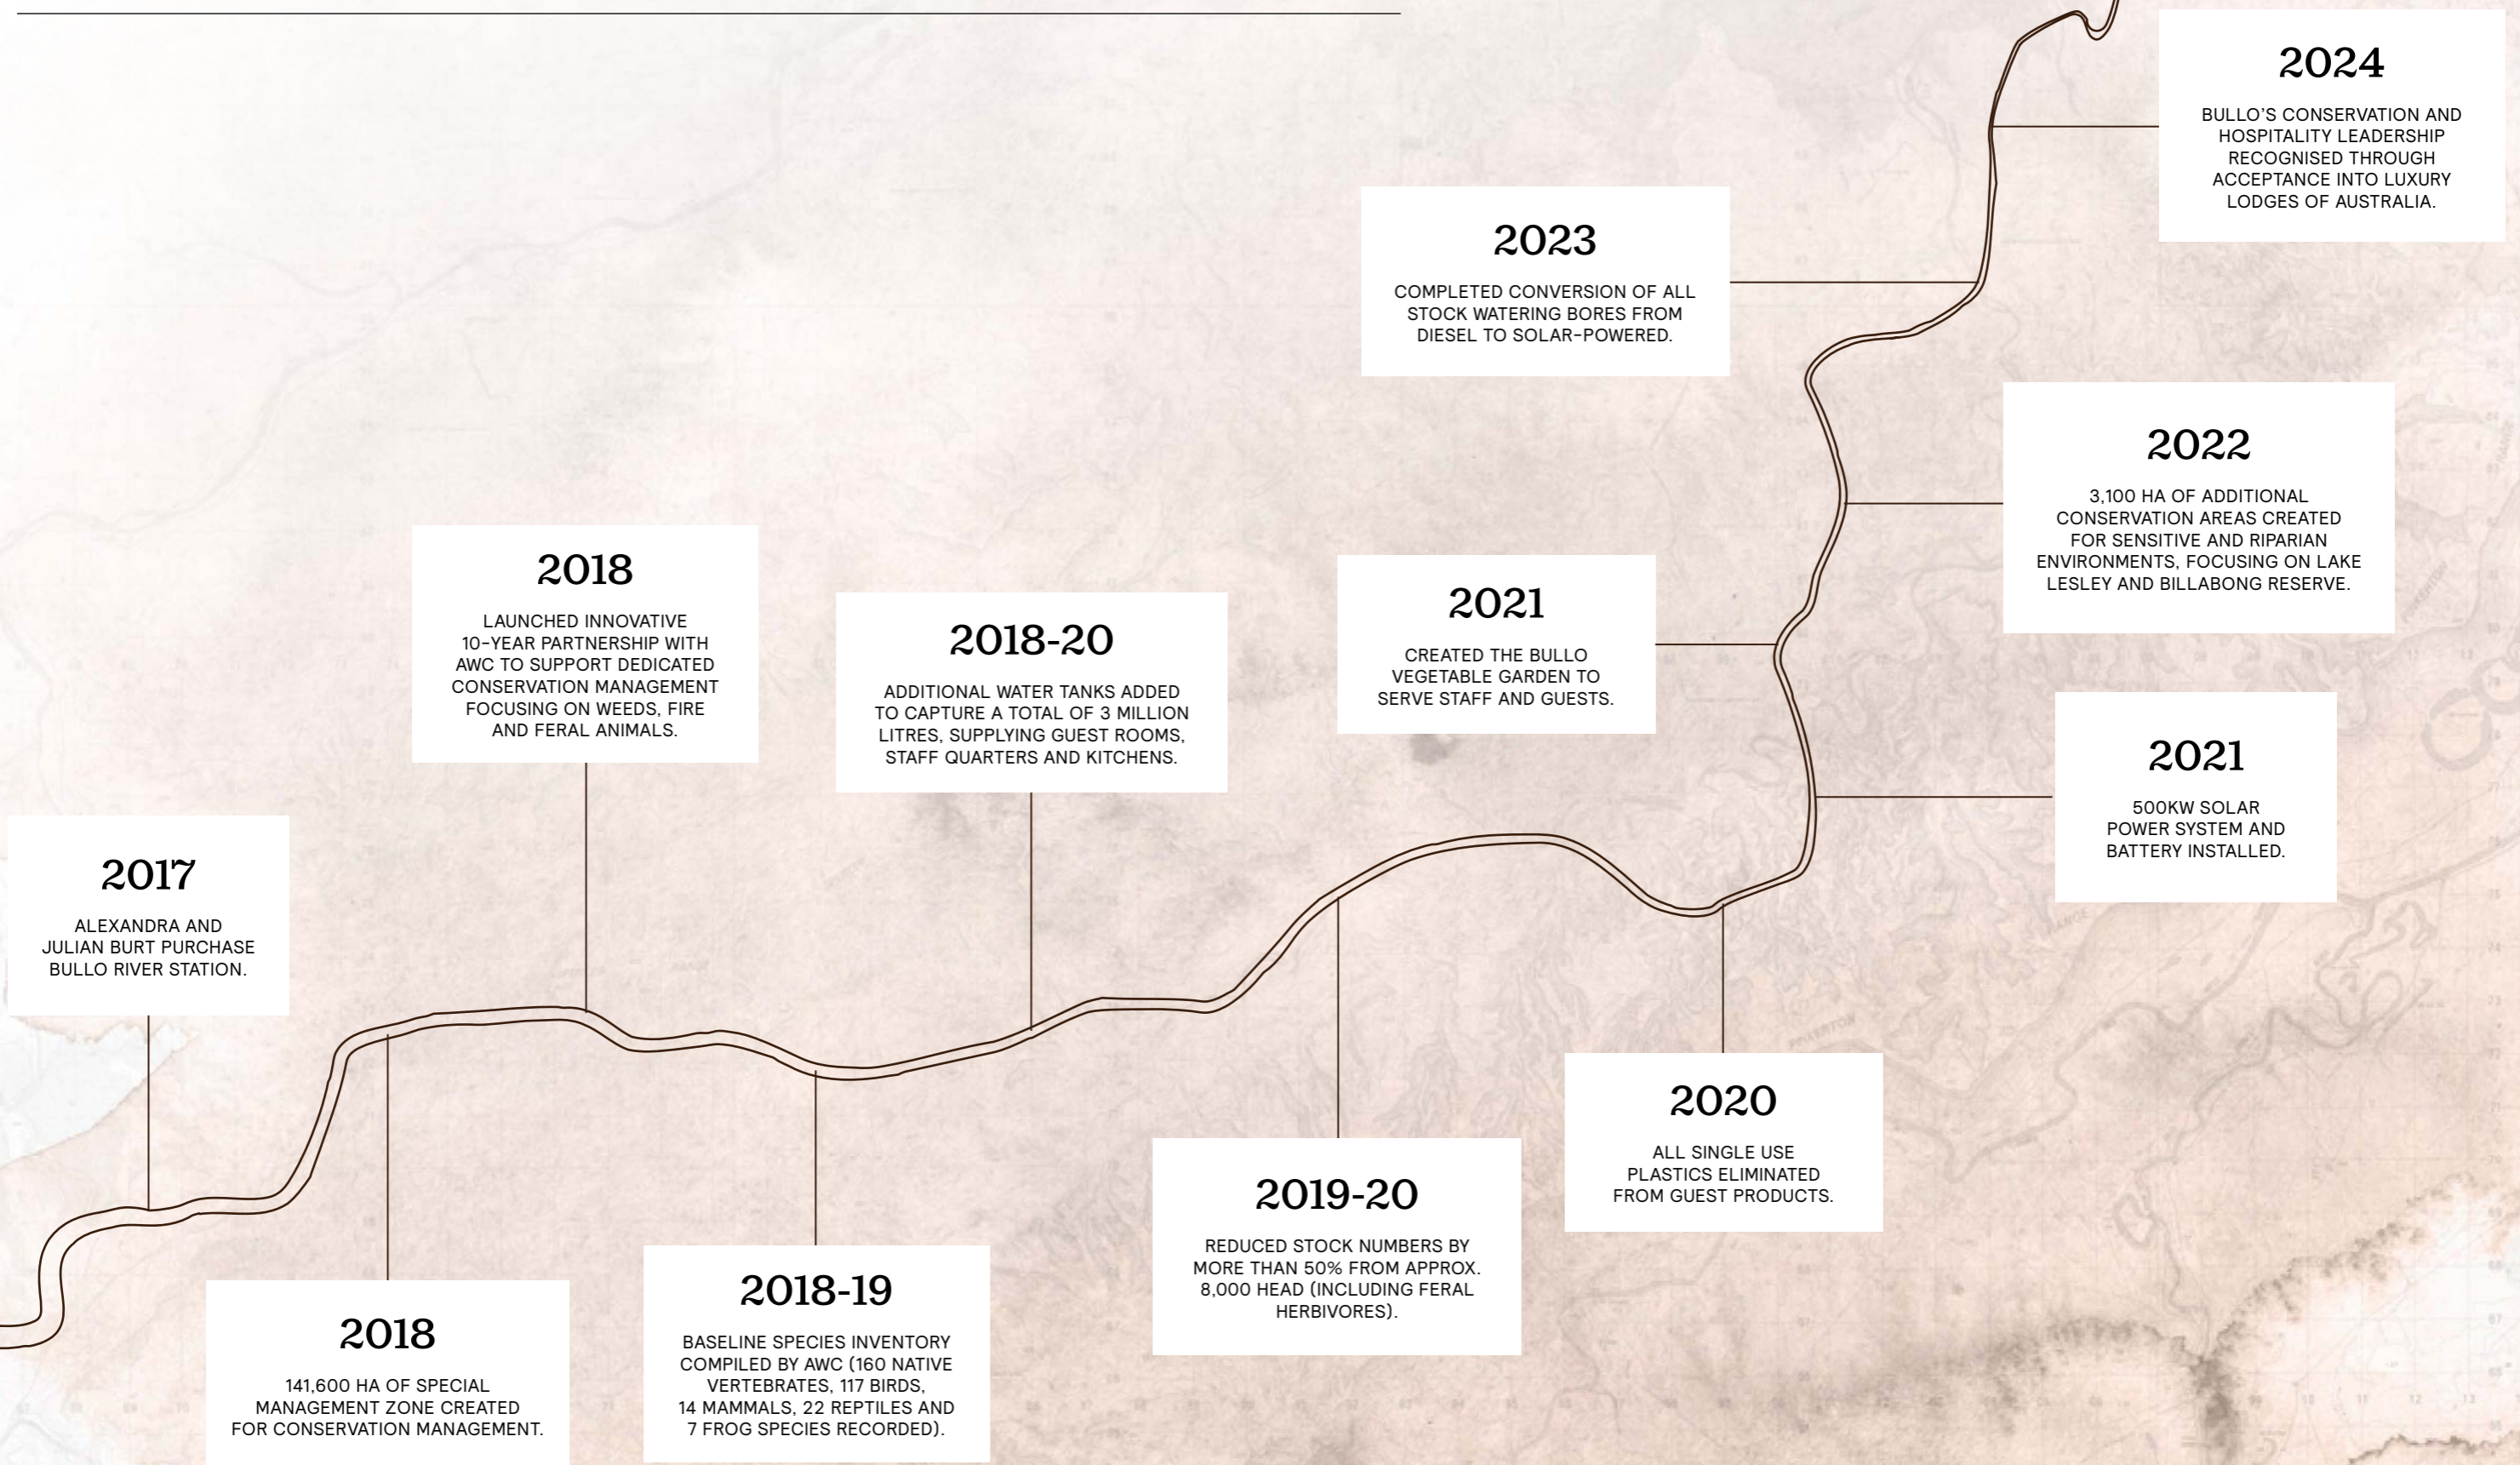 2017
ALEXANDRA AND
JULIAN BURT PURCHASE
BULLO RIVER STATION.
2018
141,600 HA OF SPECIAL
MANAGEMENT ZONE CREATED
FOR CONSERVATION MANAGEMENT.
2018
LAUNCHED INNOVATIVE
10-YEAR PARTNERSHIP WITH
AWC TO SUPPORT DEDICATED
CONSERVATION MANAGEMENT
FOCUSING ON WEEDS, FIRE
AND FERAL ANIMALS.
2018-19
BASELINE SPECIES INVENTORY
COMPILED BY AWC (160 NATIVE
VERTEBRATES, 117 BIRDS,
14 MAMMALS, 22 REPTILES AND
7 FROG SPECIES RECORDED).
2018-20
ADDITIONAL WATER TANKS ADDED
TO CAPTURE A TOTAL OF 3 MILLION
LITRES, SUPPLYING GUEST ROOMS,
STAFF QUARTERS AND KITCHENS.
2019-20
REDUCED STOCK NUMBERS BY
MORE THAN 50% FROM APPROX.
8,000 HEAD (INCLUDING FERAL
HERBIVORES).
2020
ALL SINGLE USE
PLASTICS ELIMINATED
FROM GUEST PRODUCTS.
2021
500KW SOLAR
POWER SYSTEM AND
BATTERY INSTALLED.
2021
CREATED THE BULLO
VEGETABLE GARDEN TO
SERVE STAFF AND GUESTS.
2022
3,100 HA OF ADDITIONAL
CONSERVATION AREAS CREATED
FOR SENSITIVE AND RIPARIAN
ENVIRONMENTS, FOCUSING ON LAKE
LESLEY AND BILLABONG RESERVE.
2023
COMPLETED CONVERSION OF ALL
STOCK WATERING BORES FROM
DIESEL TO SOLAR-POWERED.
2024
BULLO'S CONSERVATION AND
HOSPITALITY LEADERSHIP
RECOGNISED THROUGH
ACCEPTANCE INTO LUXURY
LODGES OF AUSTRALIA.
RANGE
PINKERTON